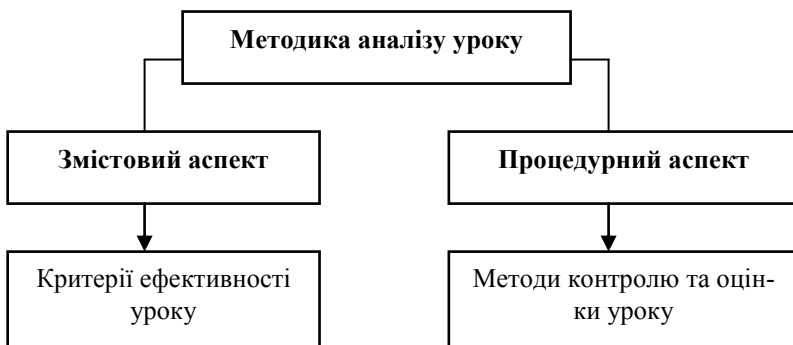 Методика аналізу уроку
Змістовий аспект
Процедурний аспект
Критерії ефективності
уроку
Методи контролю та оцін-
ки уроку